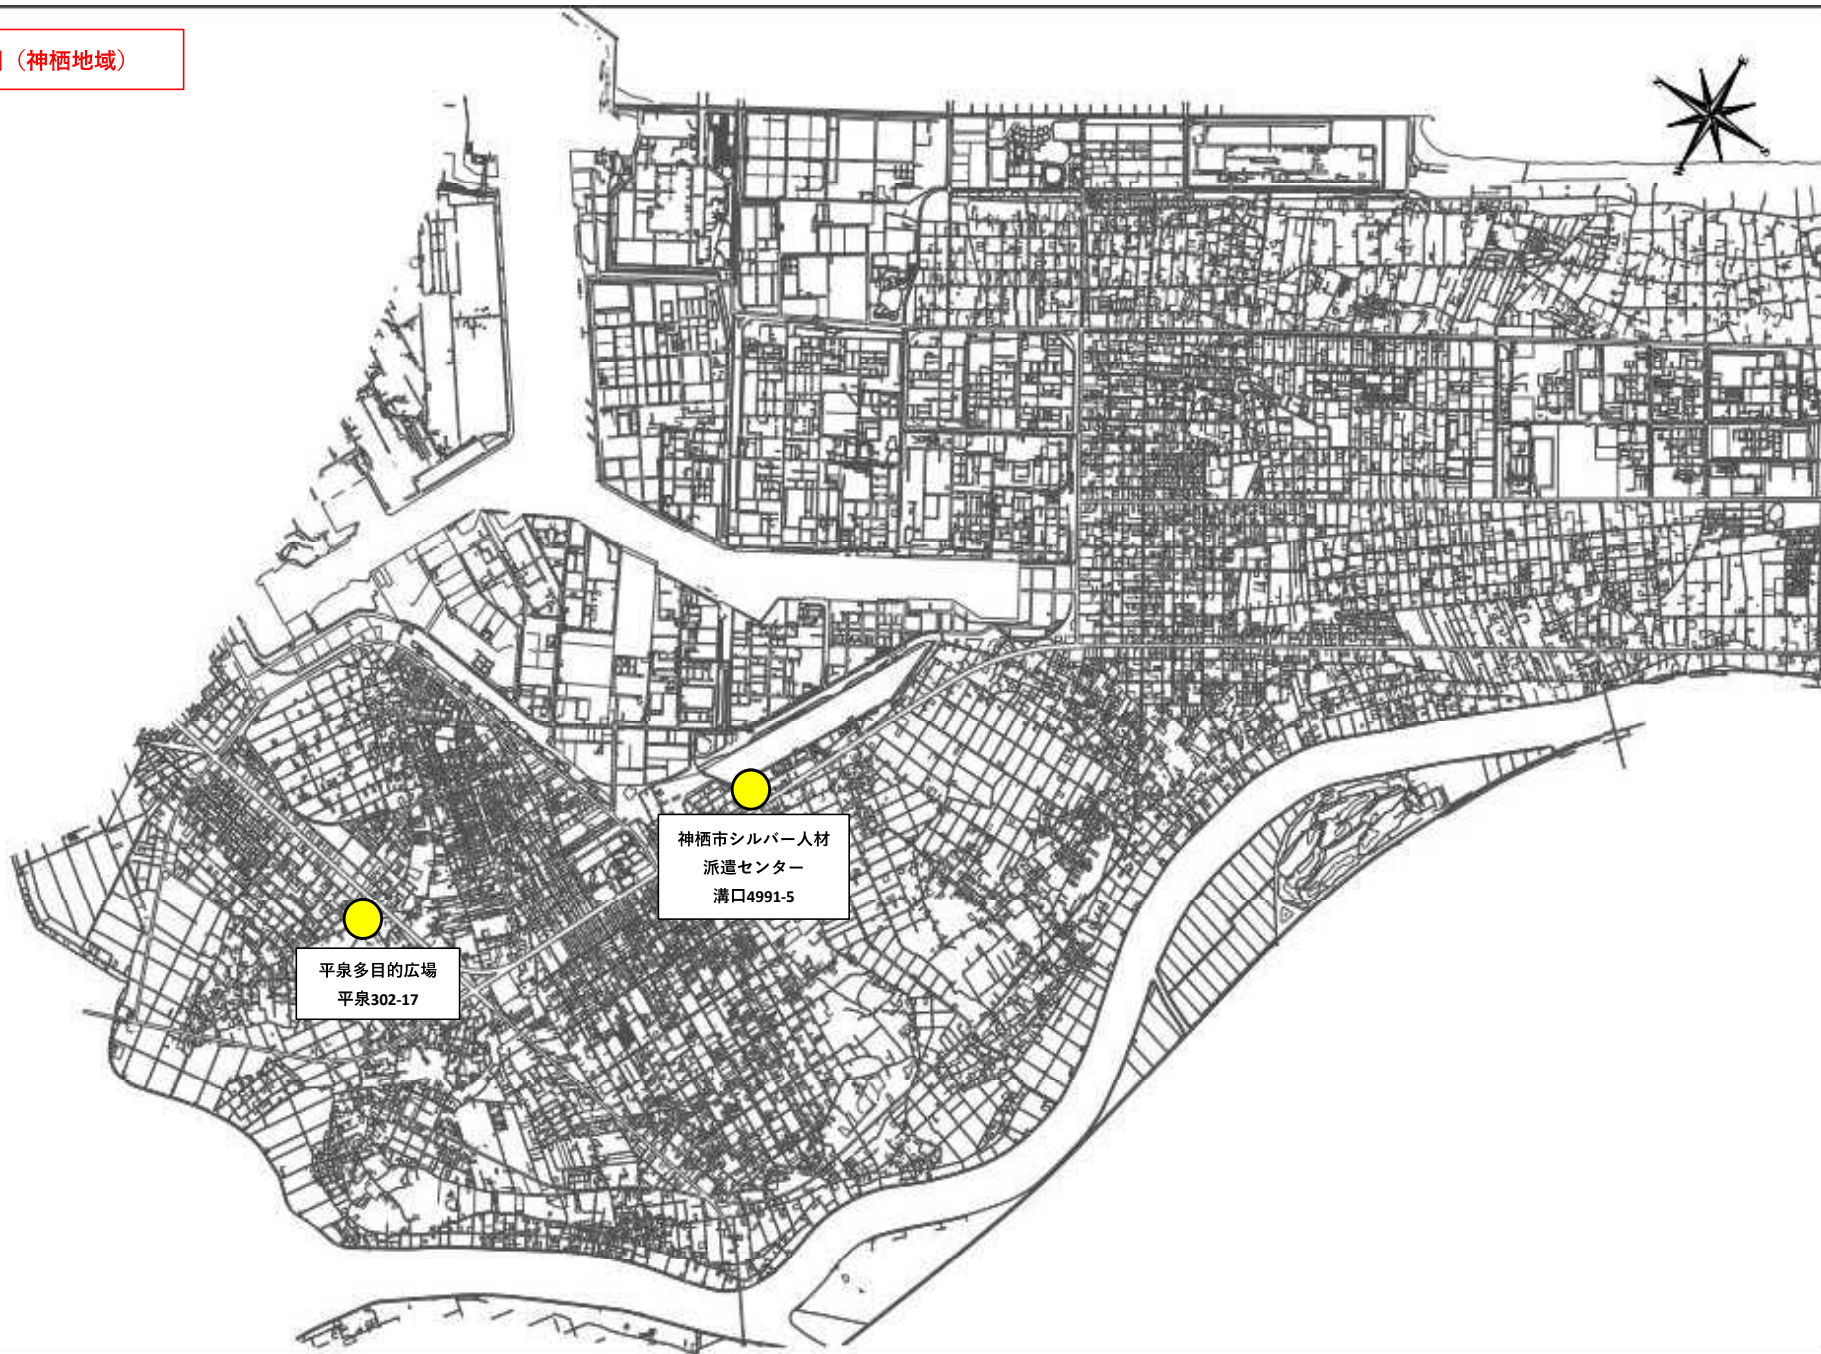 （神栖地域）
神栖市シルバー人材
派遣センター
溝口4991-5
平泉多目的広場
平泉302-17